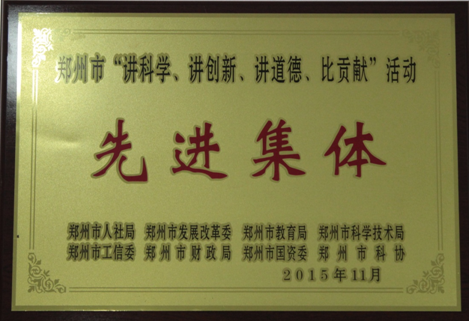 郑州市“讲科学、讲创新、讲道德、比贡献”活动
先进集体
郑州市人社局 郑州市发展改革委 郑州市教育局 郑州市科学技术局
郑州市工信委 郑州市财政局 郑州市国资委 郑州市科协
2015年11月